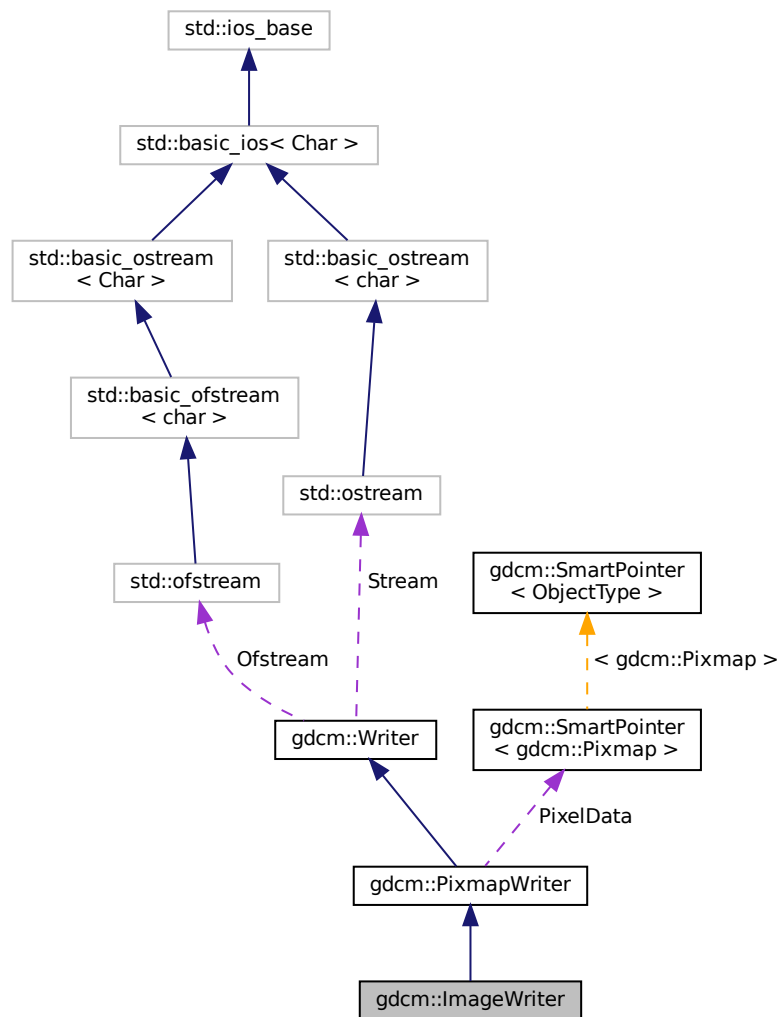 std::ios_base
std::basic_ios< Char >
std::basic_ostream
< Char >
std::basic_ostream
< char >
std::basic_ofstream
< char >
std::ostream
std::ofstream
Stream
gdcm::SmartPointer
< ObjectType >
Ofstream
< gdcm::Pixmap >
gdcm::Writer
gdcm::SmartPointer
< gdcm::Pixmap >
PixelData
gdcm::PixmapWriter
gdcm::ImageWriter